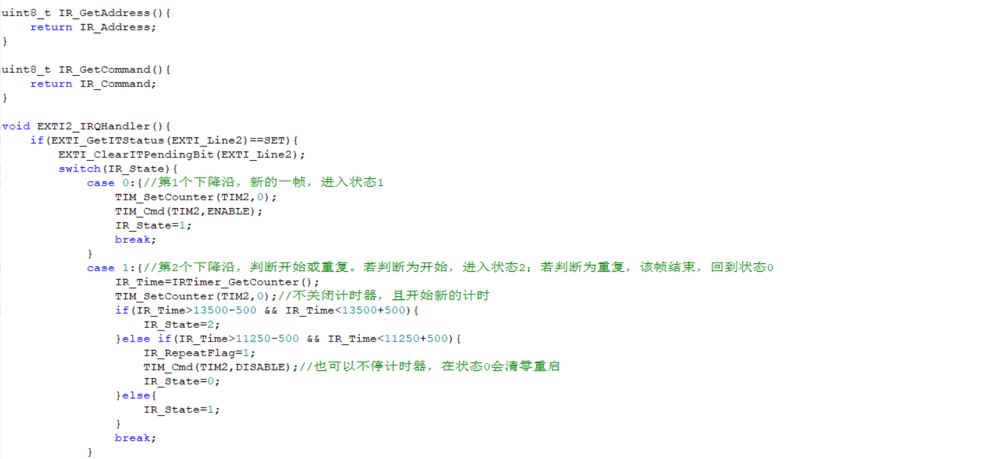 uint8_t IR_GetAddress(){
    return IR_Address;
}

uint8_t IR_GetCommand(){
    return IR_Command;
}

void EXTI2_IRQHandler(){
    if(EXTI_GetITStatus(EXTI_Line2)==SET){
        EXTI_ClearITPendingBit(EXTI_Line2);
        switch(IR_State){
            case 0:{//第1个下降沿，新的一帧，进入状态1
                TIM_SetCounter(TIM2,0);
                TIM_Cmd(TIM2,ENABLE);
                IR_State=1;
                break;
            }
            case 1:{//第2个下降沿，判断开始或重复。若判断为开始，进入状态2；若判断为重复，该帧结束，回到状态0
                IR_Time=IRTimer_GetCounter();
                TIM_SetCounter(TIM2,0);//不关闭计时器，且开始新的计时
                if(IR_Time>13500-500 && IR_Time<13500+500){
                    IR_State=2;
                }else if(IR_Time>11250-500 && IR_Time<11250+500){
                    IR_RepeatFlag=1;
                    TIM_Cmd(TIM2,DISABLE);//也可以不停计时器，在状态0会清零重启
                    IR_State=0;
                }else{
                    IR_State=1;
                }
                break;
            }